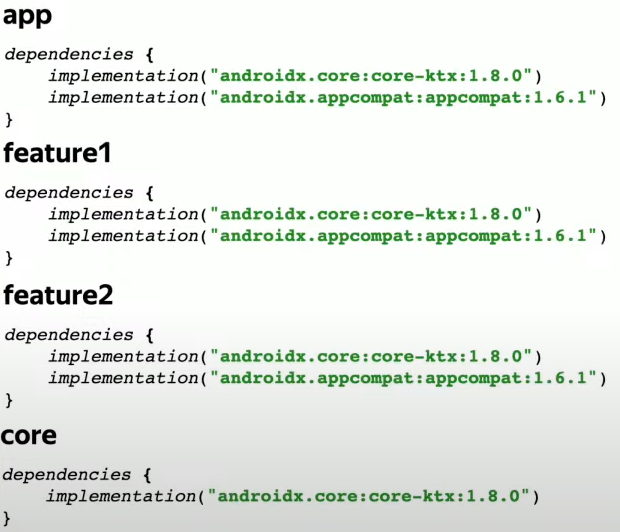 app
dependencies {
implementation("androidx.core:core-ktx:1.8.0")
implementation("androidx.appcompat:appcompat:1.6.1")
}
feature1
dependencies {
implementation("androidx.core:core-ktx:1.8.0")
implementation("androidx.appcompat:appcompat:1.6.1")
}
feature2
dependencies {
implementation("androidx.core:core-ktx:1.8.0")
implementation("androidx.appcompat:appcompat:1.6.1")
}
core
dependencies {
implementation("androidx.core:core-ktx:1.8.0")
}